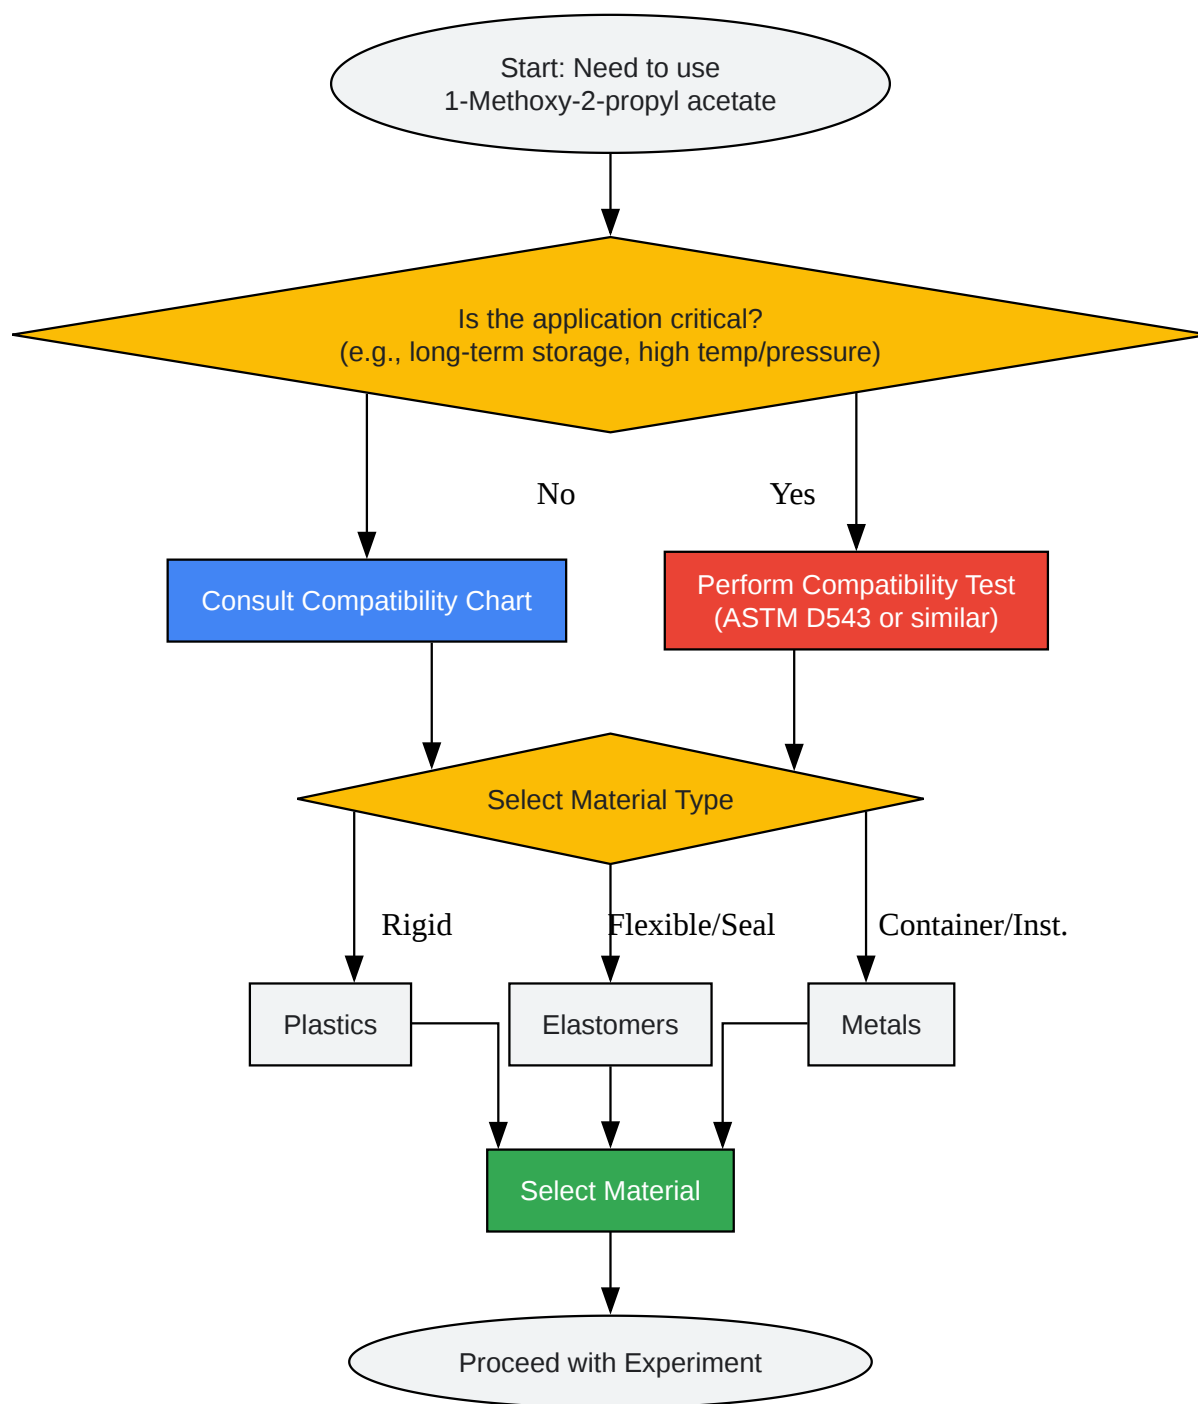 Start: Need to use
1-Methoxy-2-propyl acetate
Is the application critical?
(e.g., long-term storage, high temp/pressure)
No
Yes
Consult Compatibility Chart
Perform Compatibility Test
(ASTM D543 or similar)
Select Material Type
Rigid
Flexible/Seal
Container/Inst.
Plastics
Elastomers
Metals
Select Material
Proceed with Experiment